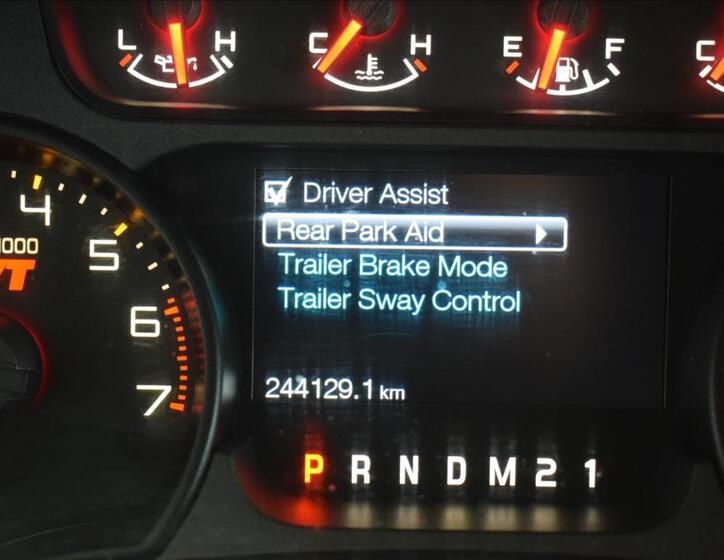 L H
C H
E F
C
4
5
6
7
000
Driver Assist
Rear Park Aid
Trailer Brake Mode
Trailer Sway Control
244129.1 km
P R N D M 2 1